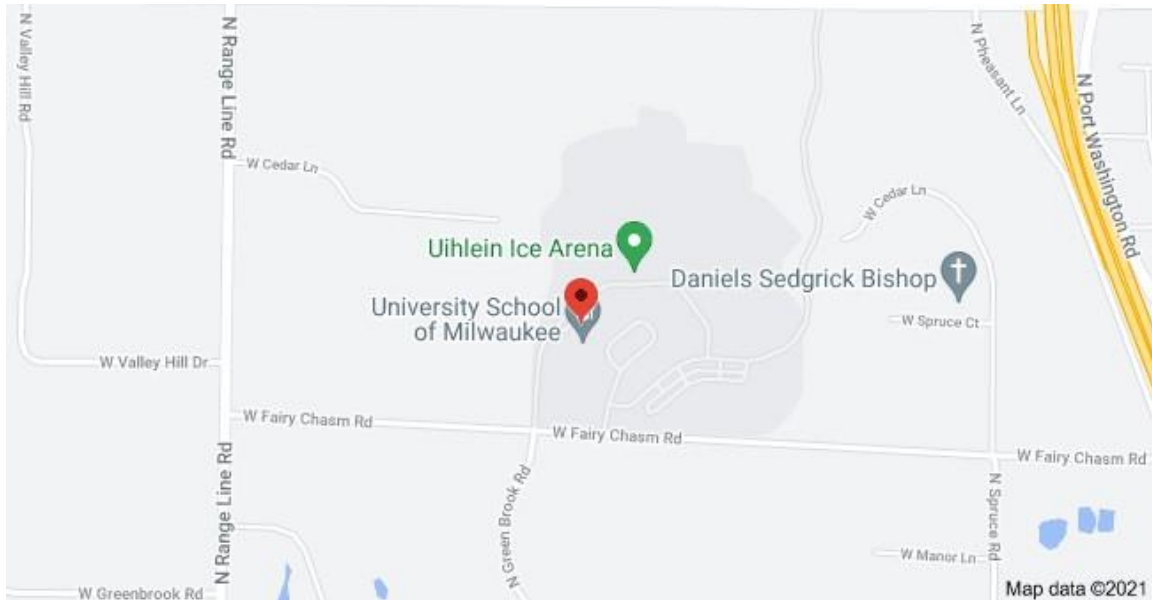 N Valley Hill Rd
N Range Line Rd
N Pheasant Ln
N Port Washington Rd
W Cedar Ln
W Cedar Ln
Uihlein Ice Arena
Daniels Sedgrick Bishop
University School
of Milwaukee
W Spruce Ct
W Valley Hill Dr
W Fairy Chasm Rd
W Fairy Chasm Rd
W Fairy Chasm Rd
N Range Line Rd
N Green Brook Rd
N Spruce Rd
W Manor Ln
W Greenbrook Rd
Map data ©2021